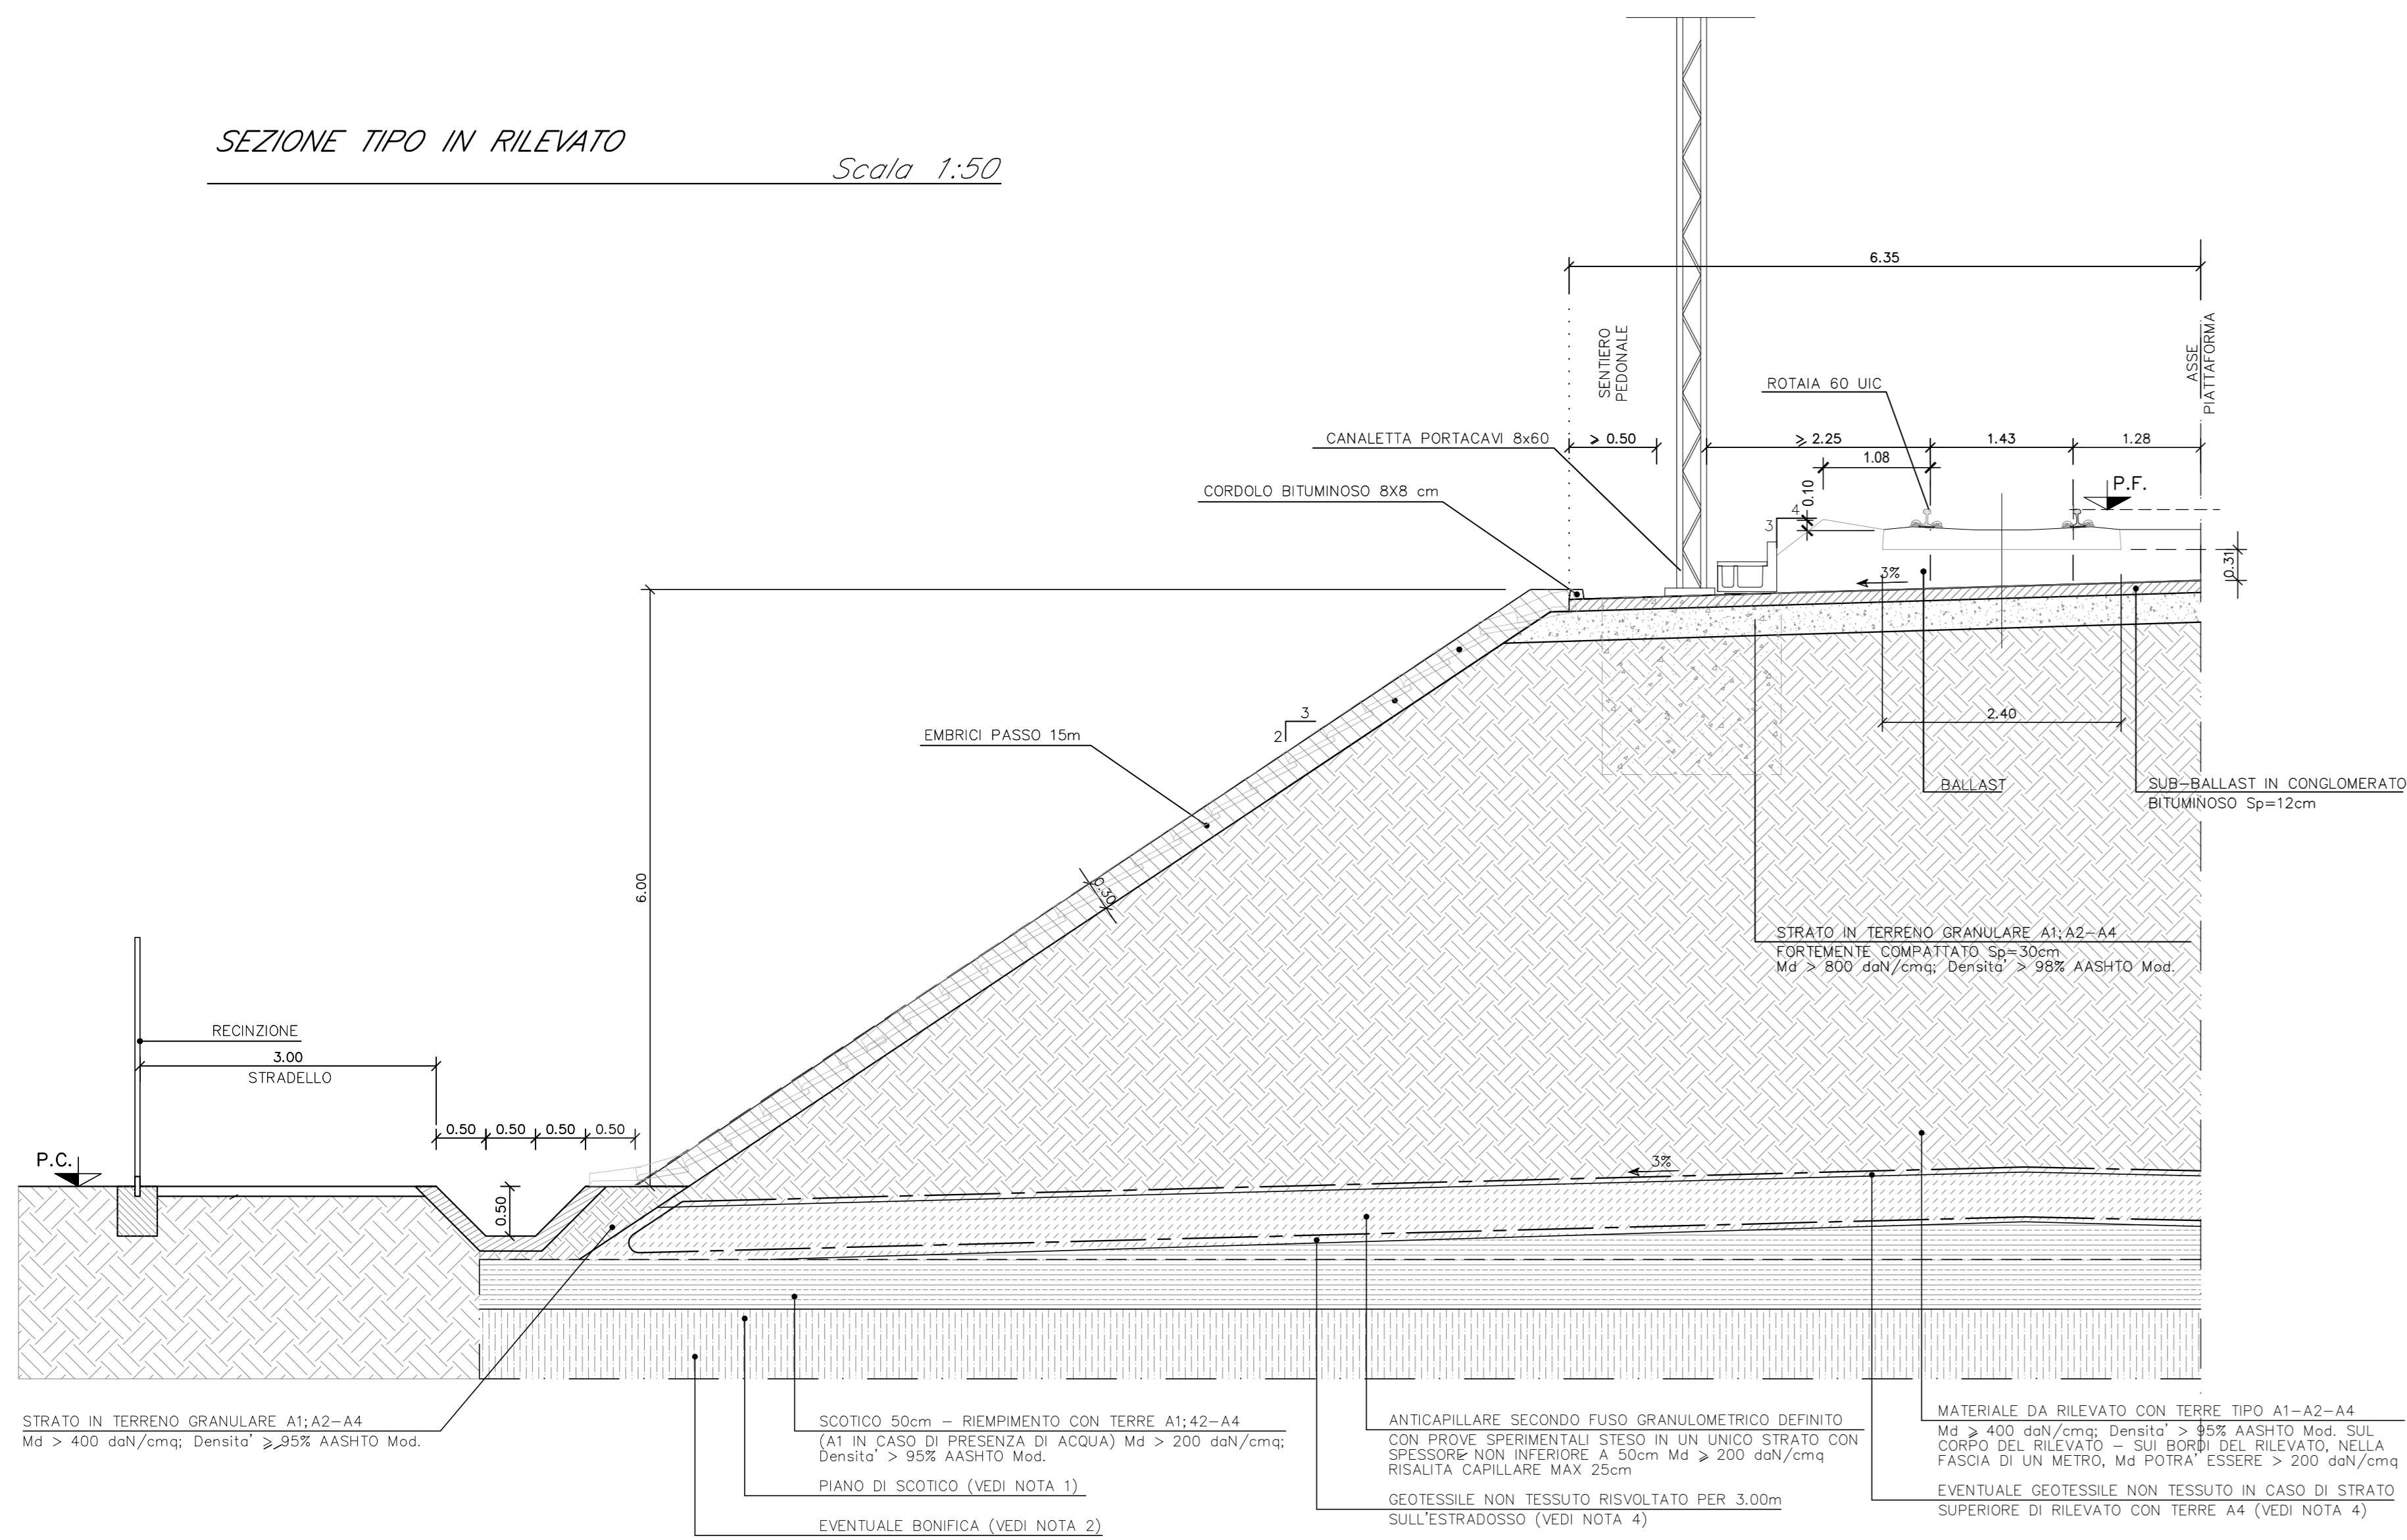 SEZIONE TIPO IN RILEVATO
Scala 1:50
6.35
SENTIERO
PEDONALE
ASSE
PIATTAFORMA
ROTAIA 60 UIC
CANALETTA PORTACAVI 8x60
⩾ 0.50
⩾ 2.25
1.43
1.28
1.08
CORDOLO BITUMINOSO 8X8 cm
0.10
4
3
P.F.
0.31
3%
3
2
2.40
EMBRICI PASSO 15m
BALLAST
SUB-BALLAST IN CONGLOMERATO
BITUMINOSO Sp=12cm
6.00
0.30
STRATO IN TERRENO GRANULARE A1;A2-A4
FORTEMENTE COMPATTATO Sp=30cm
Md > 800 daN/cmq; Densita' > 98% AASHTO Mod.
RECINZIONE
3.00
STRADELLO
0.50 0.50 0.50 0.50
P.C.
0.50
3%
STRATO IN TERRENO GRANULARE A1;A2-A4
Md > 400 daN/cmq; Densita' ⩾ 95% AASHTO Mod.
SCOTICO 50cm - RIEMPIMENTO CON TERRE A1;42-A4
(A1 IN CASO DI PRESENZA DI ACQUA) Md > 200 daN/cmq;
Densita' > 95% AASHTO Mod.
PIANO DI SCOTICO (VEDI NOTA 1)
EVENTUALE BONIFICA (VEDI NOTA 2)
ANTICAPILLARE SECONDO FUSO GRANULOMETRICO DEFINITO
CON PROVE SPERIMENTALI STESO IN UN UNICO STRATO CON
SPESSORE NON INFERIORE A 50cm Md ⩾ 200 daN/cmq
RISALITA CAPILLARE MAX 25cm
GEOTESSILE NON TESSUTO RISVOLTATO PER 3.00m
SULL'ESTRADOSSO (VEDI NOTA 4)
MATERIALE DA RILEVATO CON TERRE TIPO A1-A2-A4
Md ⩾ 400 daN/cmq; Densita' > 95% AASHTO Mod. SUL
CORPO DEL RILEVATO - SUI BORDI DEL RILEVATO, NELLA
FASCIA DI UN METRO, Md POTRA' ESSERE > 200 daN/cmq
EVENTUALE GEOTESSILE NON TESSUTO IN CASO DI STRATO
SUPERIORE DI RILEVATO CON TERRE A4 (VEDI NOTA 4)